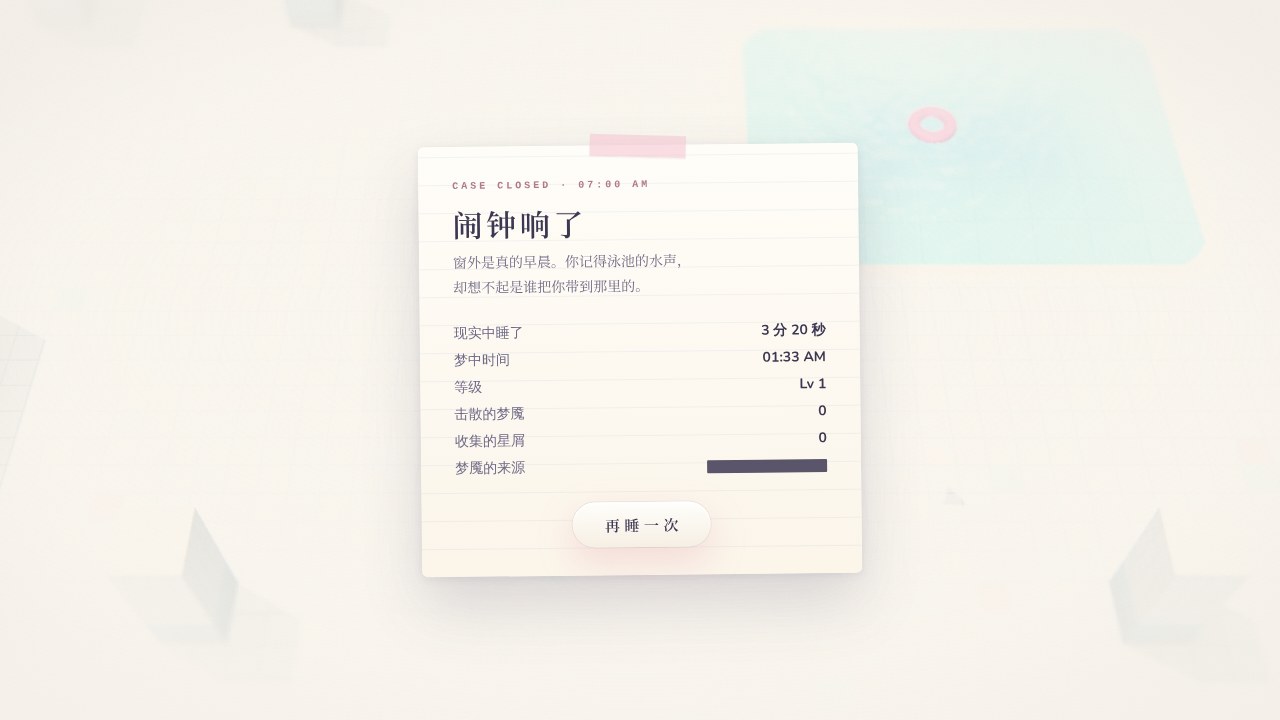 CASE CLOSED · 07:00 AM
闹钟响了
窗外是真的早晨。你记得泳池的水声，
却想不起是谁把你带到那里的。
现实中睡了 3 分 20 秒
梦中时间 01:33 AM
等级 Lv 1
击散的梦魇 0
收集的星屑 0
梦魇的来源
再睡一次